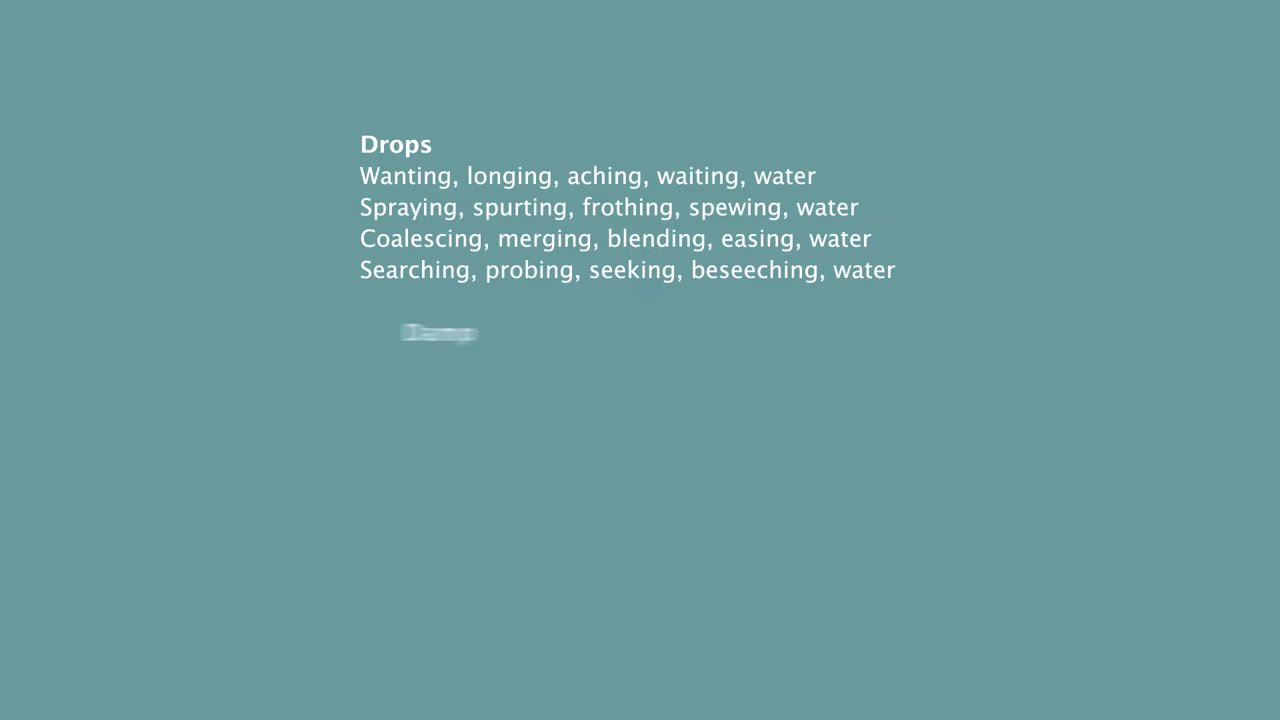 Drops
Wanting, longing, aching, waiting, water
Spraying, spurting, frothing, spewing, water
Coalescing, merging, blending, easing, water
Searching, probing, seeking, beseeching, water